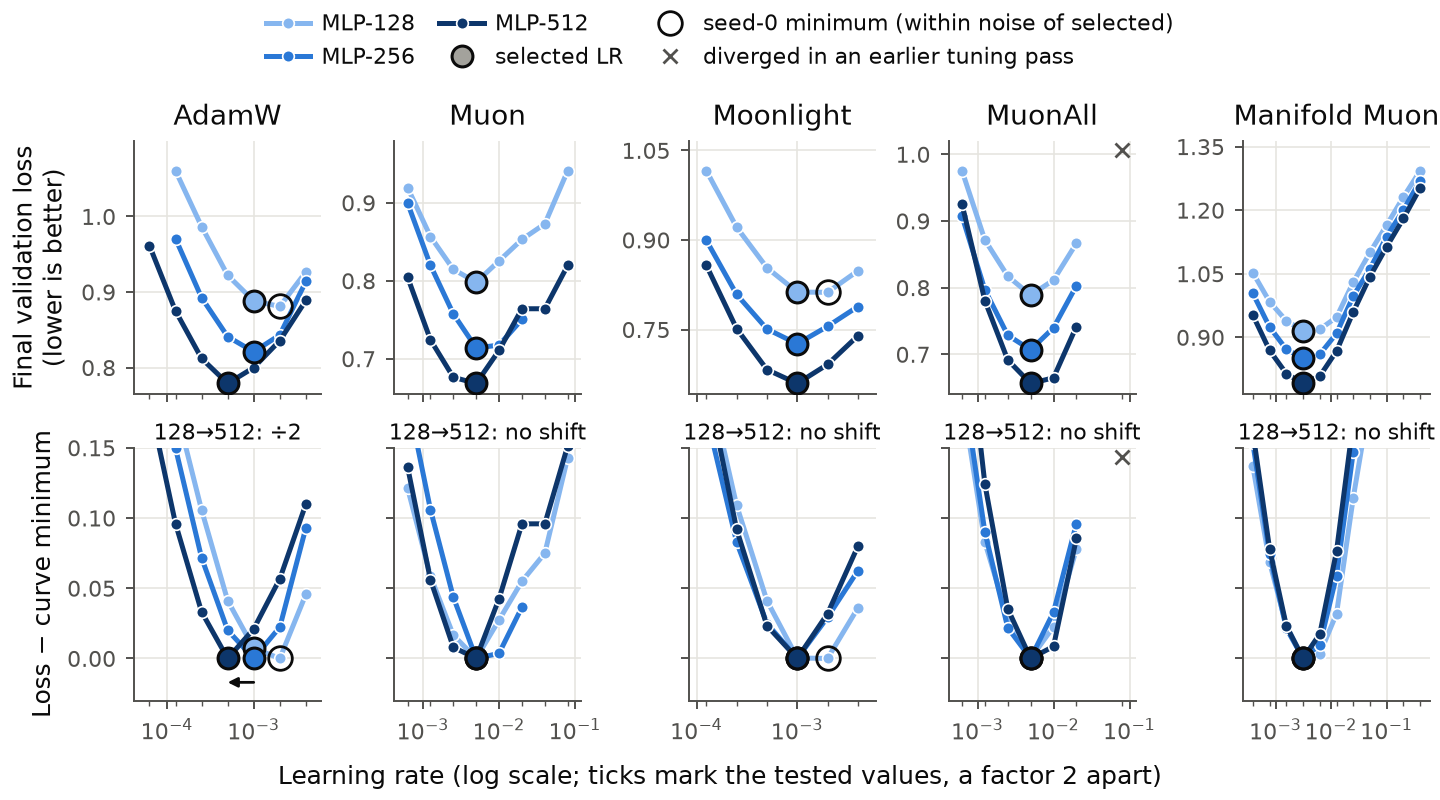 MLP-128 MLP-512 seed-0 minimum (within noise of selected)
MLP-256 selected LR diverged in an earlier tuning pass
AdamW Muon Moonlight MuonAll Manifold Muon
Final validation loss
(lower is better)
1.0
0.9
0.8
0.9
0.8
0.7
1.05
0.90
0.75
1.0
0.9
0.8
0.7
1.35
1.20
1.05
0.90
128→512: ÷2 128→512: no shift 128→512: no shift 128→512: no shift 128→512: no shift
Loss − curve minimum
0.15
0.10
0.05
0.00
10⁻⁴ 10⁻³ 10⁻³ 10⁻² 10⁻¹ 10⁻⁴ 10⁻³ 10⁻³ 10⁻² 10⁻¹ 10⁻³ 10⁻² 10⁻¹
Learning rate (log scale; ticks mark the tested values, a factor 2 apart)